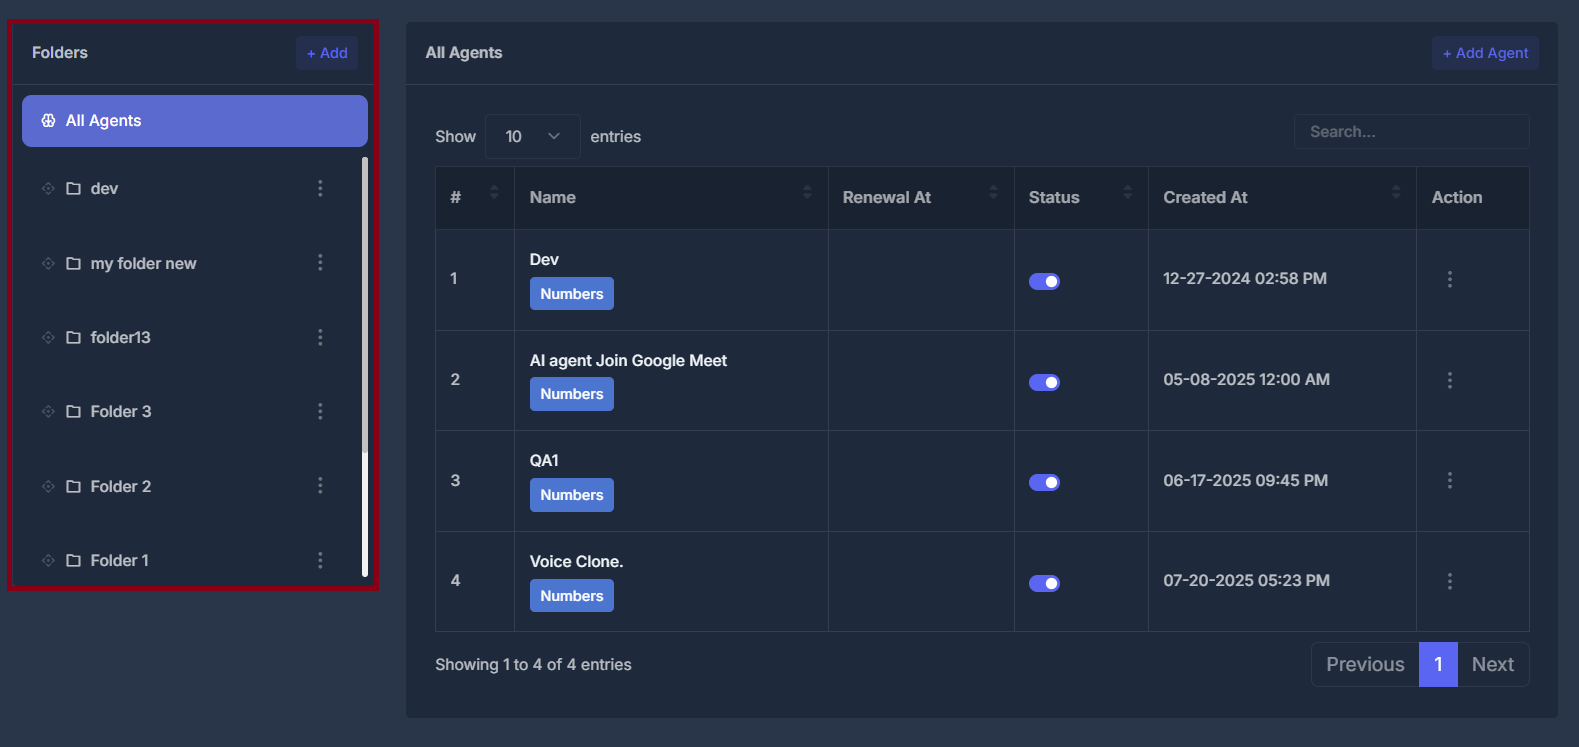 Folders
+ Add
All Agents
dev
my folder new
folder13
Folder 3
Folder 2
Folder 1
All Agents
+ Add Agent
Show 10 entries
Search...
# Name Renewal At Status Created At Action
Dev
1 12-27-2024 02:58 PM
Numbers
AI agent Join Google Meet
2 05-08-2025 12:00 AM
Numbers
QA1
3 06-17-2025 09:45 PM
Numbers
Voice Clone.
4 07-20-2025 05:23 PM
Numbers
Showing 1 to 4 of 4 entries
Previous 1 Next